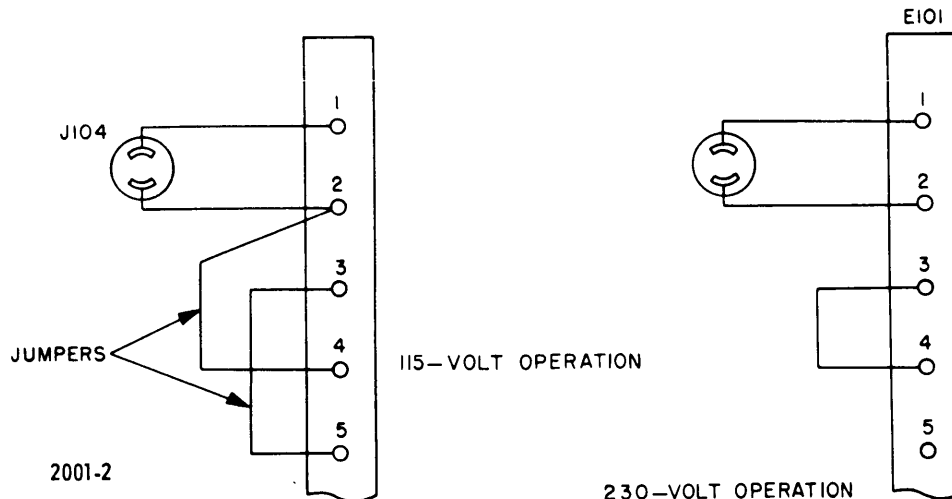 E101
J104
1
2
3
4
5
JUMPERS
115-VOLT OPERATION
2001-2
1
2
3
4
5
230-VOLT OPERATION